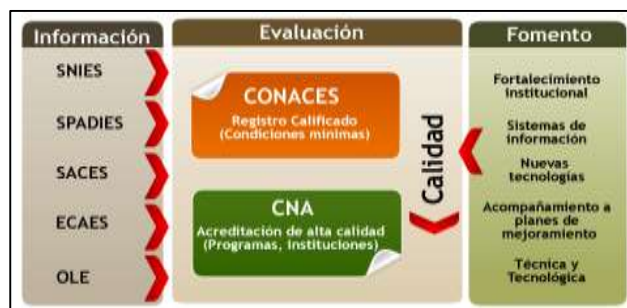 Información
SNIES
SPADIES
SACES
ECAES
OLE
Evaluación
CONACES
Registro Calificado
(Condiciones mínimas)
CNA
Acreditación de alta calidad
(Programas, instituciones)
Calidad
Fomento
Fortalecimiento
institucional
Sistemas de
información
Nuevas
tecnologías
Acompañamiento a
planes de
mejoramiento
Técnica y
Tecnológica